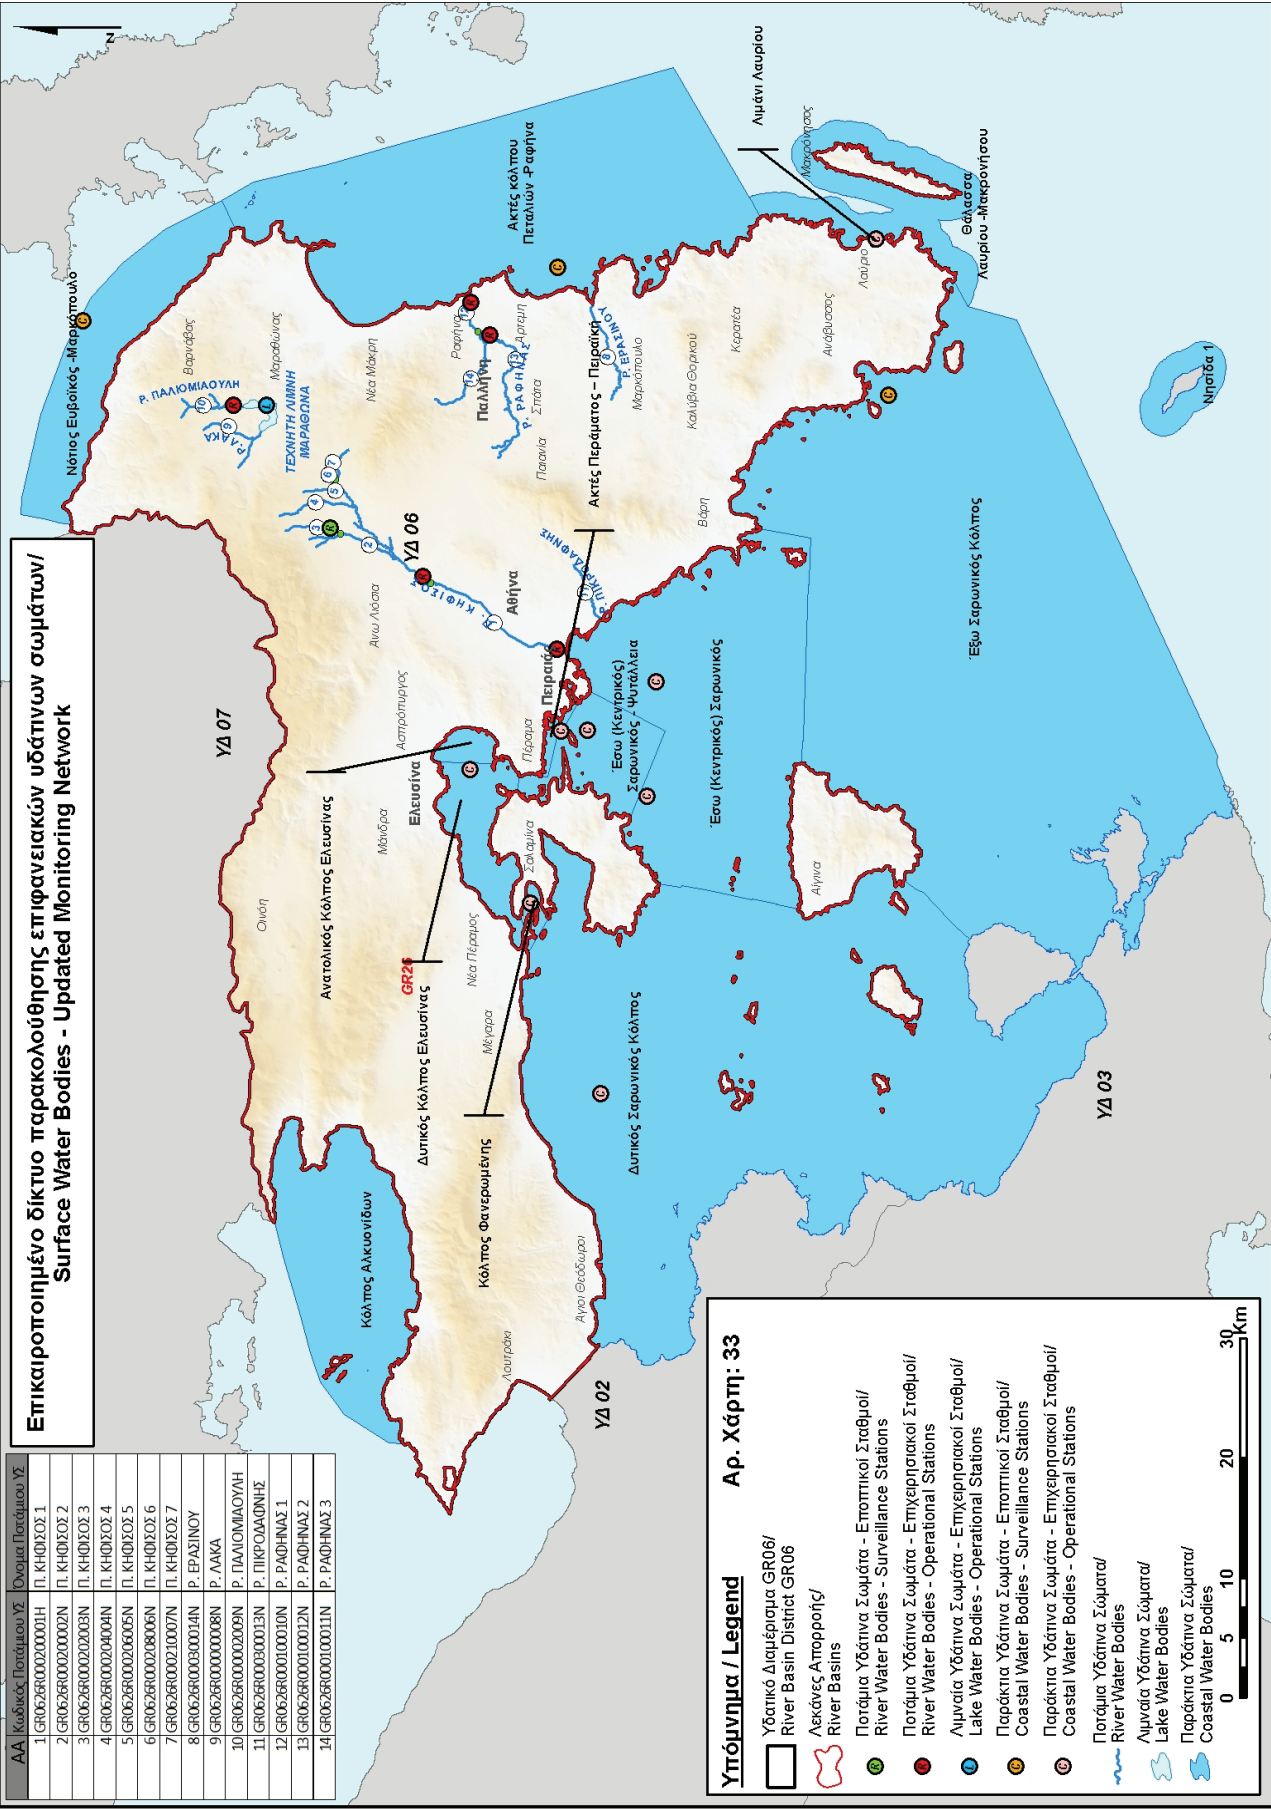 Επικαιροποιημένο δίκτυο παρακολούθησης επιφανειακών υδάτινων σωμάτων/
Surface Water Bodies - Updated Monitoring Network
ΑΑ Κωδικός Ποτάμιου ΥΣ Όνομα Ποτάμιου ΥΣ
1 GR0626R000200001H Π. ΚΗΦΙΣΟΣ 1
2 GR0626R000200002N Π. ΚΗΦΙΣΟΣ 2
3 GR0626R000202003N Π. ΚΗΦΙΣΟΣ 3
4 GR0626R000204004N Π. ΚΗΦΙΣΟΣ 4
5 GR0626R000206005N Π. ΚΗΦΙΣΟΣ 5
6 GR0626R000208006N Π. ΚΗΦΙΣΟΣ 6
7 GR0626R000210007N Π. ΚΗΦΙΣΟΣ 7
8 GR0626R000300014N Ρ. ΕΡΑΣΙΝΟΥ
9 GR0626R000000008N Ρ. ΛΑΚΑ
10 GR0626R000002009N Ρ. ΠΑΛΙΟΜΙΑΟΥΛΗ
11 GR0626R000300013N Ρ. ΠΙΚΡΟΔΑΦΝΗΣ
12 GR0626R000100010N Ρ. ΡΑΦΗΝΑΣ 1
13 GR0626R000100012N Ρ. ΡΑΦΗΝΑΣ 2
14 GR0626R000100011N Ρ. ΡΑΦΗΝΑΣ 3
Ν
Νότιος Ευβοϊκός -Μαρκόπουλο
Βαρνάβας
Μαραθώνας
Ρ. ΠΑΛΙΟΜΙΑΟΥΛΗ
Ρ.ΛΑΚΑ
ΤΕΧΝΗΤΗ ΛΙΜΝΗ
ΜΑΡΑΘΩΝΑ
Νέα Μάκρη
Ραφήνα
Παλλήνη
Αρτεμη
Ρ. ΡΑΦΗΝΑΣ
Σπάτα
Παιανία
Ακτές κόλπου
Πεταλιών -Ραφήνα
Ρ. ΕΡΑΣΙΝΟΥ
Μαρκόπουλο
Καλύβια Θορικού
Κερατέα
Ανάβυσσος
Λαύριο
Λιμάνι Λαυρίου
Μακρόνησος
Θάλασσα
Λαυρίου -Μακρονήσου
Νησίδα 1
ΥΔ 07
ΥΔ 06
Ανω Λιόσια
Π. ΚΗΦΙΣΟΣ
Αθήνα
Ρ. ΠΙΚΡΟΔΑΦΝΗΣ
Ακτές Περάματος – Πειραϊκή
Βάρη
Πειραιάς
Πέραμα
Ασπρόπυργος
Ελευσίνα
Μάνδρα
Οινόη
Ανατολικός Κόλπος Ελευσίνας
GR26
Δυτικός Κόλπος Ελευσίνας
Νέα Πέραμος
Μέγαρα
Σαλαμίνα
Κόλπος Φανερωμένης
Έσω (Κεντρικός)
Σαρωνικός - Ψυτάλλεια
Έσω (Κεντρικός) Σαρωνικός
Έξω Σαρωνικός Κόλπος
Αίγινα
Δυτικός Σαρωνικός Κόλπος
Κόλπος Αλκυονίδων
Άγιοι Θεόδωροι
Λουτράκι
ΥΔ 02
ΥΔ 03
Υπόμνημα / Legend Αρ. Χάρτη: 33
Υδατικό Διαμέρισμα GR06/
River Basin District GR06
Λεκάνες Απορροής/
River Basins
Ποτάμια Υδάτινα Σωμάτα - Εποπτικοί Σταθμοί/
River Water Bodies - Surveillance Stations
Ποτάμια Υδάτινα Σωμάτα - Επιχειρησιακοί Σταθμοί/
River Water Bodies - Operational Stations
Λιμναία Υδάτινα Σωμάτα - Επιχειρησιακοί Σταθμοί/
Lake Water Bodies - Operational Stations
Παράκτια Υδάτινα Σωμάτα - Εποπτικοί Σταθμοί/
Coastal Water Bodies - Surveillance Stations
Παράκτια Υδάτινα Σωμάτα - Επιχειρησιακοί Σταθμοί/
Coastal Water Bodies - Operational Stations
Ποτάμια Υδάτινα Σώματα/
River Water Bodies
Λιμναία Υδάτινα Σώματα/
Lake Water Bodies
Παράκτια Υδάτινα Σώματα/
Coastal Water Bodies
0 5 10 20 30
Km